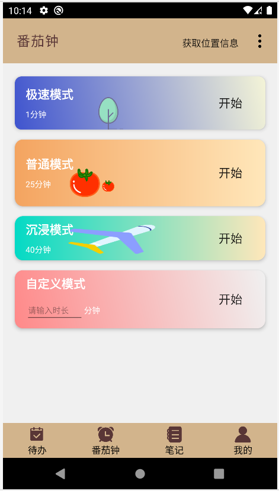 10:14
番茄钟
获取位置信息
极速模式
1分钟
开始
普通模式
25分钟
开始
沉浸模式
40分钟
开始
自定义模式
请输入时长 分钟
开始
待办 番茄钟 笔记 我的